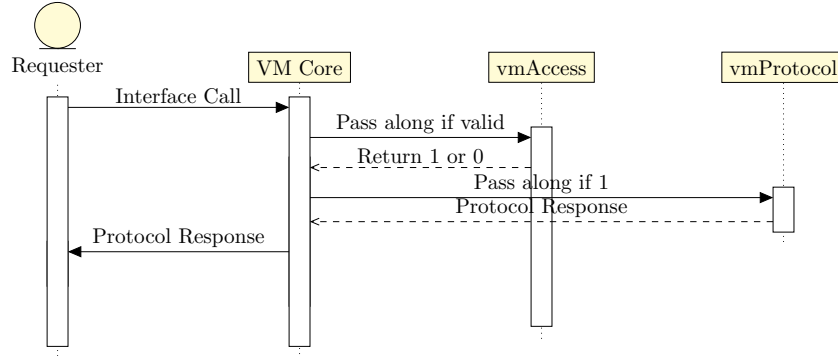 Requester
VM Core
vmAccess
vmProtocol
Interface Call
Pass along if valid
Return 1 or 0
Pass along if 1
Protocol Response
Protocol Response